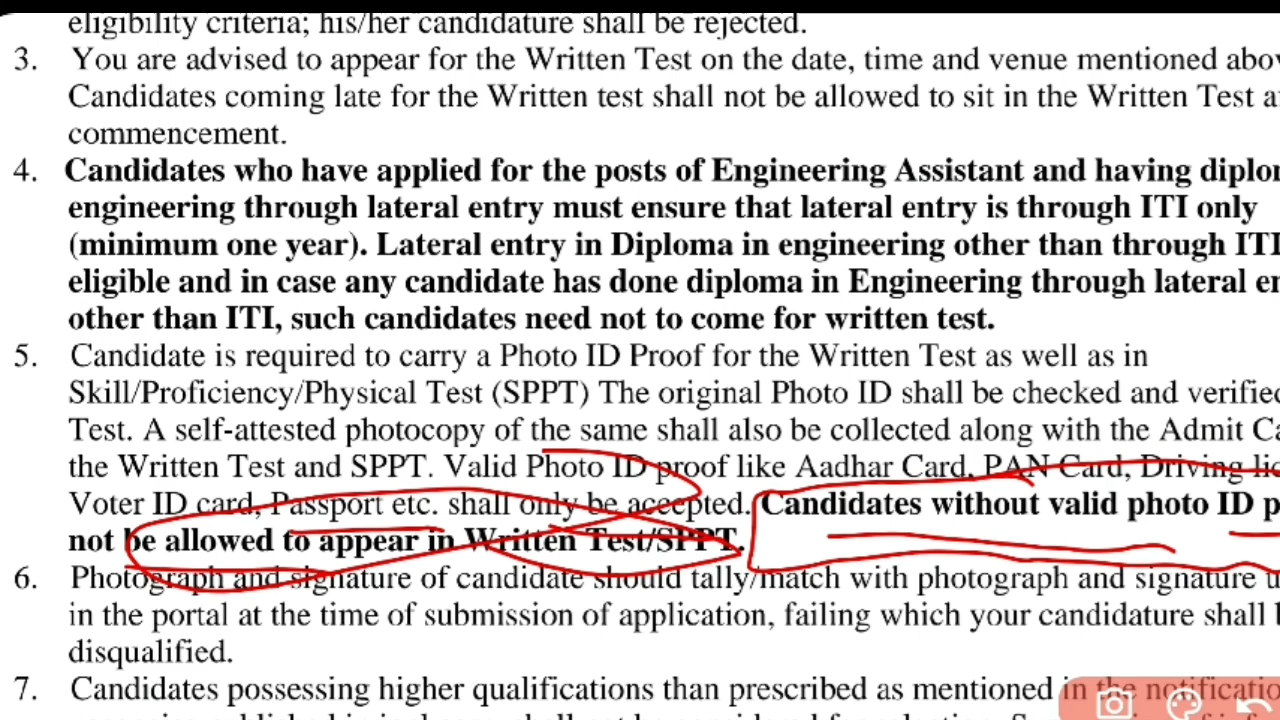 eligibility criteria; his/her candidature shall be rejected.
3. You are advised to appear for the Written Test on the date, time and venue mentioned
Candidates coming late for the Written test shall not be allowed to sit in the Written Test
commencement.
4. Candidates who have applied for the posts of Engineering Assistant and having
engineering through lateral entry must ensure that lateral entry is through ITI only
(minimum one year). Lateral entry in Diploma in engineering other than through ITI
eligible and in case any candidate has done diploma in Engineering through lateral
other than ITI, such candidates need not to come for written test.
5. Candidate is required to carry a Photo ID Proof for the Written Test as well as in
Skill/Proficiency/Physical Test (SPPT) The original Photo ID shall be checked and
Test. A self-attested photocopy of the same shall also be collected along with the Admit
the Written Test and SPPT. Valid Photo ID proof like Aadhar Card, PAN Card, Driving
Voter ID card, Passport etc. shall only be accepted. Candidates without valid photo ID
not be allowed to appear in Written Test/SPPT.
6. Photograph and signature of candidate should tally/match with photograph and signature
in the portal at the time of submission of application, failing which your candidature shall
disqualified.
7. Candidates possessing higher qualifications than prescribed as mentioned in the